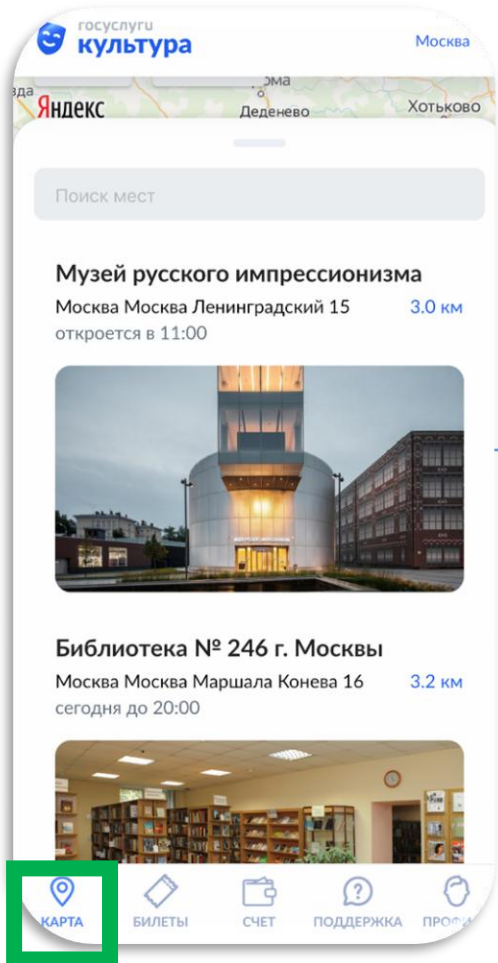 госуслуги
культура
Москва
Яндекс
Деденево
Хотьково
Поиск мест
Музей русского импрессионизма
Москва Москва Ленинградский 15 3.0 км
откроется в 11:00
Библиотека № 246 г. Москвы
Москва Москва Маршала Конева 16 3.2 км
сегодня до 20:00
КАРТА БИЛЕТЫ СЧЕТ ПОДДЕРЖКА